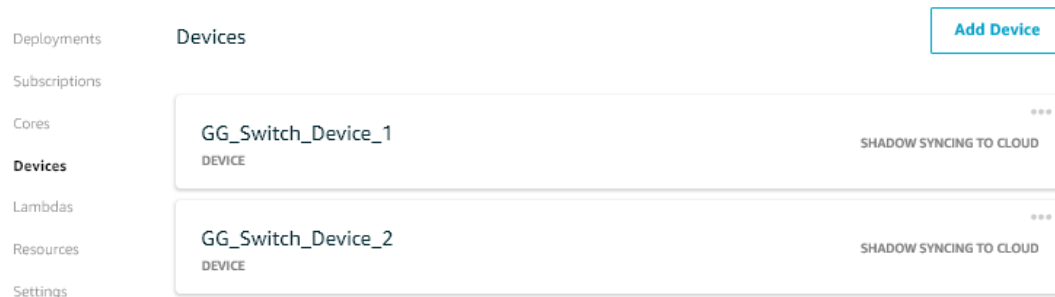 Deployments
Subscriptions
Cores
Devices
Lambdas
Resources
Settings
Devices
Add Device
GG_Switch_Device_1
DEVICE
SHADOW SYNCING TO CLOUD
GG_Switch_Device_2
DEVICE
SHADOW SYNCING TO CLOUD